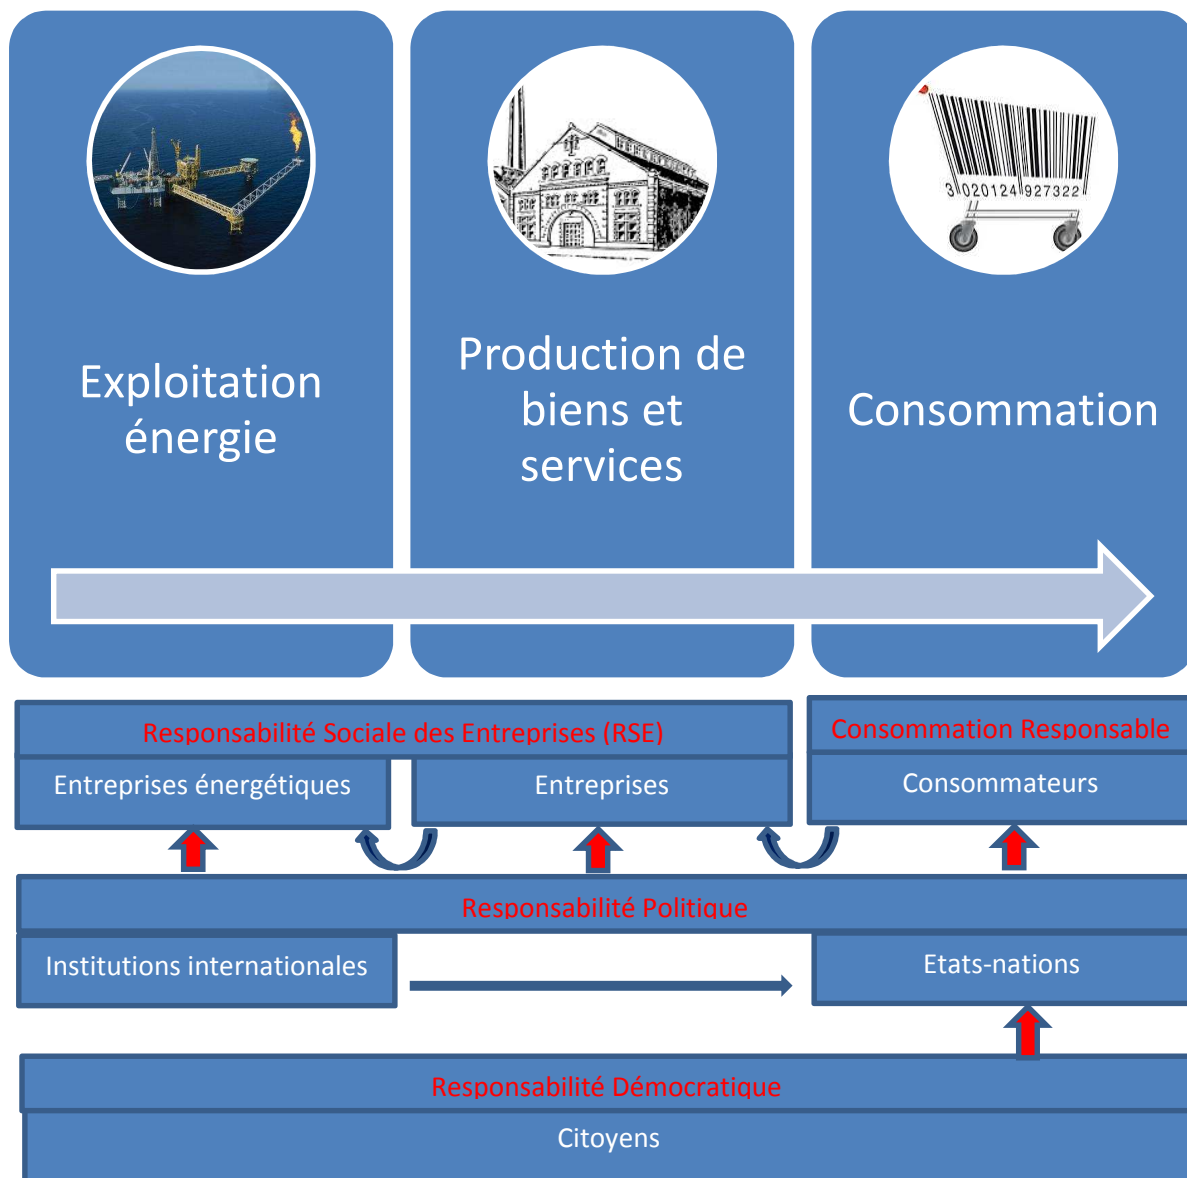 3 020124 927322
Exploitation
énergie
Production de
biens et
services
Consommation
Responsabilité Sociale des Entreprises (RSE)
Consommation Responsable
Entreprises énergétiques
Entreprises
Consommateurs
Responsabilité Politique
Institutions internationales
Etats-nations
Responsabilité Démocratique
Citoyens